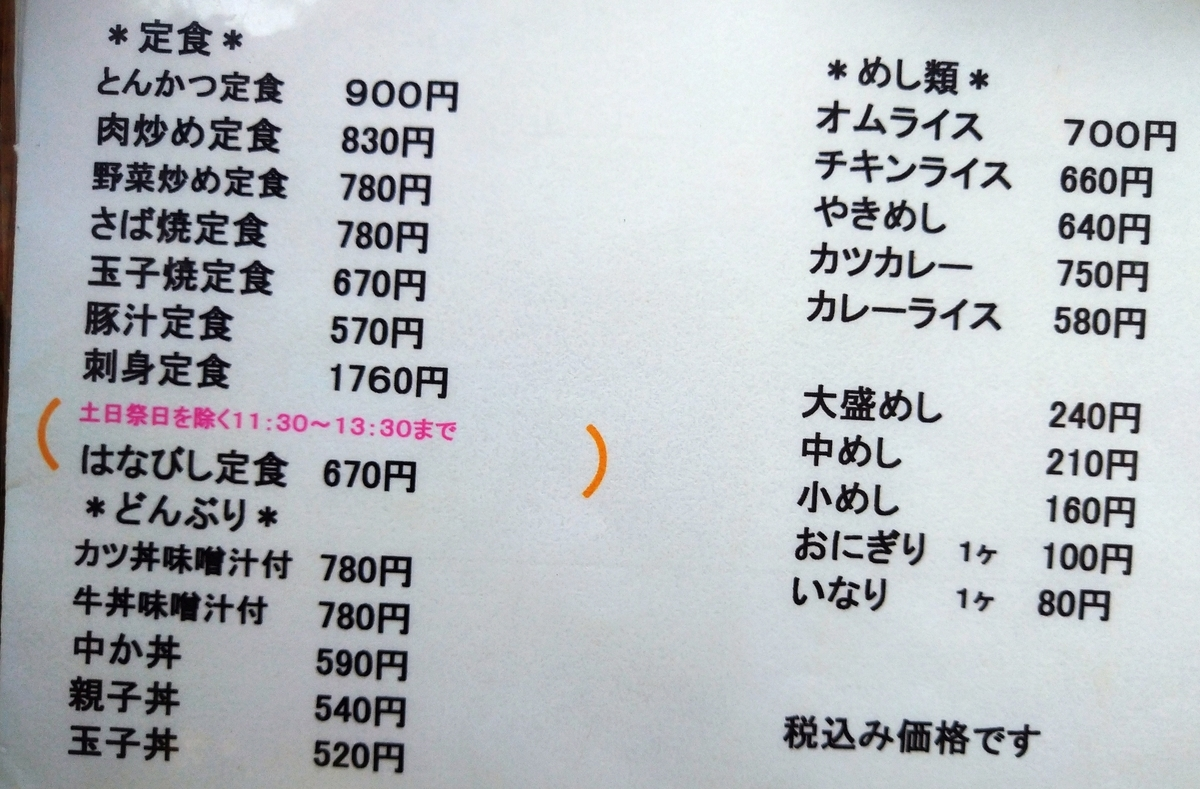 ＊定食＊
とんかつ定食 900円
肉炒め定食 830円
野菜炒め定食 780円
さば焼定食 780円
玉子焼定食 670円
豚汁定食 570円
刺身定食 1760円
土日祭日を除く11:30～13:30まで
はなびし定食 670円
＊どんぶり＊
カツ丼味噌汁付 780円
牛丼味噌汁付 780円
中か丼 590円
親子丼 540円
玉子丼 520円
＊めし類＊
オムライス 700円
チキンライス 660円
やきめし 640円
カツカレー 750円
カレーライス 580円
大盛めし 240円
中めし 210円
小めし 160円
おにぎり 1ヶ 100円
いなり 1ヶ 80円
税込み価格です